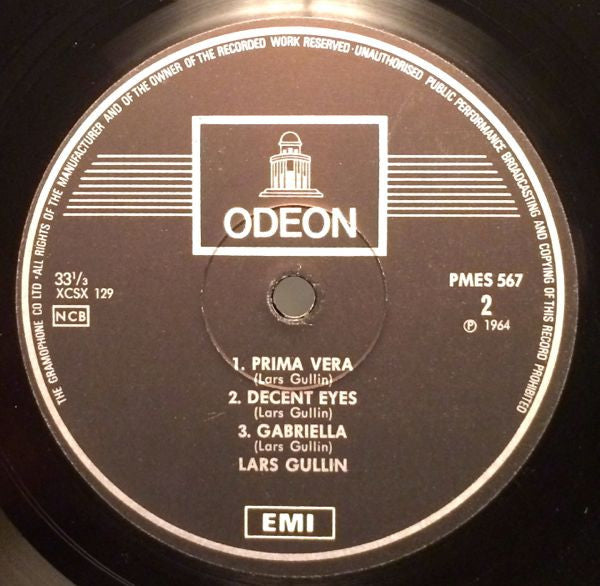 THE GRAMOPHONE CO LTD · ALL RIGHTS OF THE MANUFACTURER AND OF THE OWNER OF THE RECORDED WORK RESERVED · UNAUTHORISED PUBLIC PERFORMANCE BROADCASTING AND COPYING OF THIS RECORD PROHIBITED
ODEON
33⅓
XCSX 129
NCB
PMES 567
2
Ⓟ 1964
1. PRIMA VERA
(Lars Gullin)
2. DECENT EYES
(Lars Gullin)
3. GABRIELLA
(Lars Gullin)
LARS GULLIN
EMI